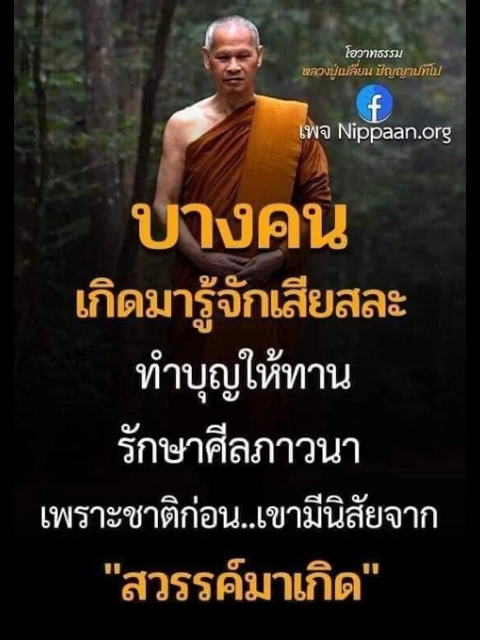 โอวาทธรรม
หลวงปู่เปลี่ยน ปัญญาปทีโป
f
เพจ Nippaan.org
บางคน
เกิดมารู้จักเสียสละ
ทำบุญให้ทาน
รักษาศีลภาวนา
เพราะชาติก่อน..เขามีนิสัยจาก
"สวรรค์มาเกิด"